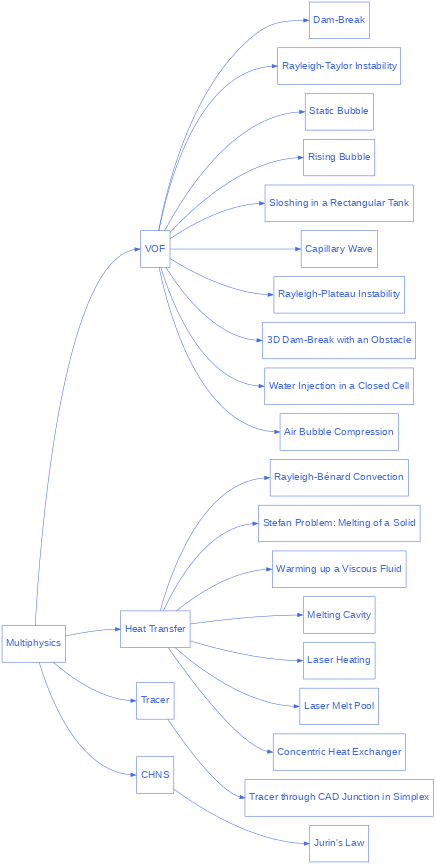 Multiphysics
VOF
Dam-Break
Rayleigh-Taylor Instability
Static Bubble
Rising Bubble
Sloshing in a Rectangular Tank
Capillary Wave
Rayleigh-Plateau Instability
3D Dam-Break with an Obstacle
Water Injection in a Closed Cell
Air Bubble Compression
Heat Transfer
Rayleigh-Bénard Convection
Stefan Problem: Melting of a Solid
Warming up a Viscous Fluid
Melting Cavity
Laser Heating
Laser Melt Pool
Concentric Heat Exchanger
Tracer
Tracer through CAD Junction in Simplex
CHNS
Jurin's Law